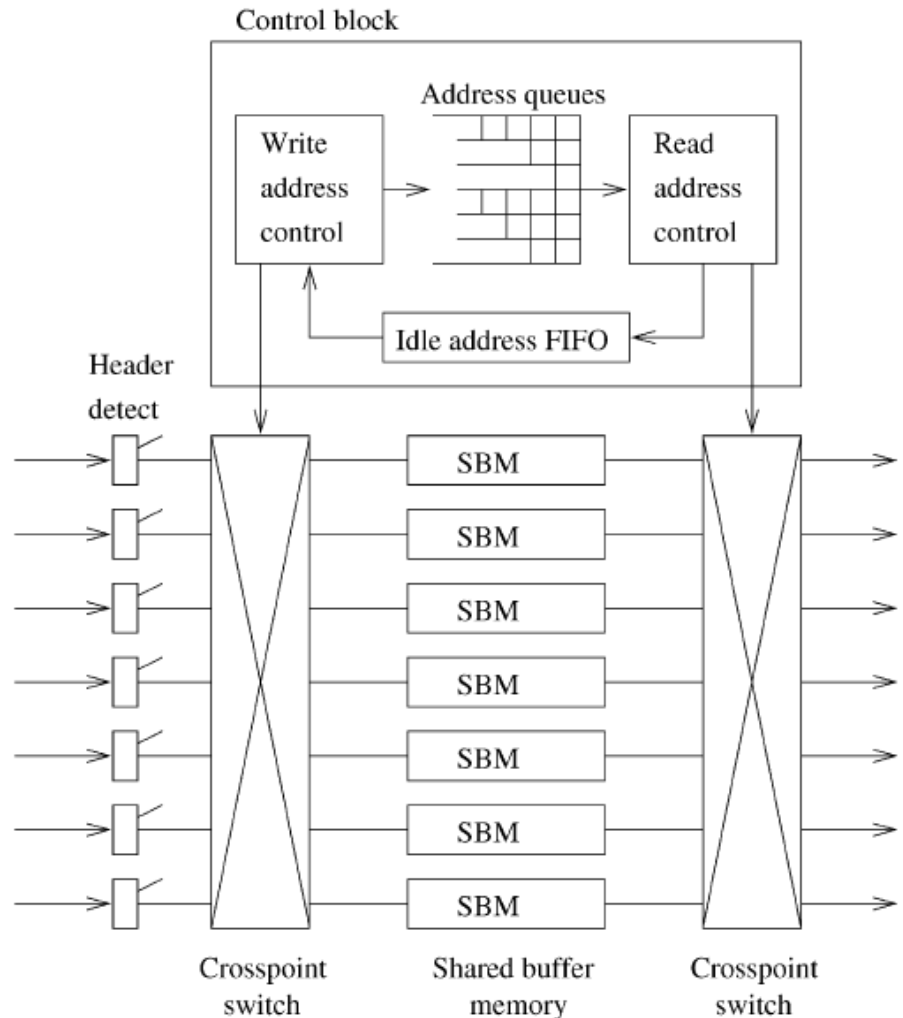 Control block
Address queues
Write
address
control
Read
address
control
Idle address FIFO
Header
detect
SBM
SBM
SBM
SBM
SBM
SBM
SBM
Crosspoint
switch
Shared buffer
memory
Crosspoint
switch